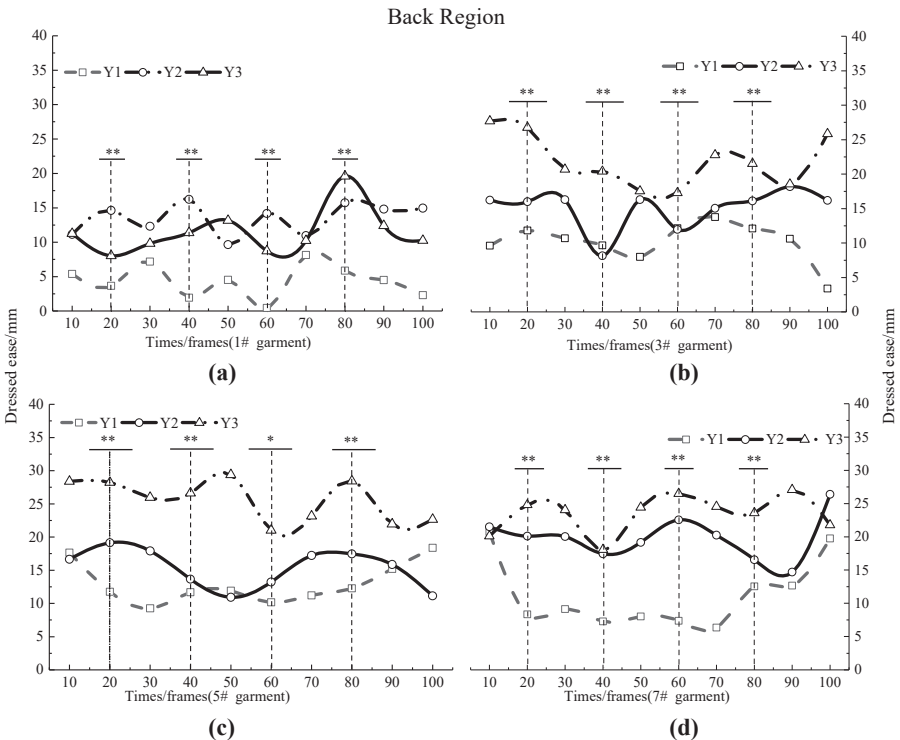 Back Region
Dressed ease/mm
40
35
30
25
20
15
10
5
0
Y1 Y2 Y3
** ** ** **
10 20 30 40 50 60 70 80 90 100
Times/frames(1# garment)
(a)
Y1 Y2 Y3
** ** ** **
40
35
30
25
20
15
10
5
0
10 20 30 40 50 60 70 80 90 100
Times/frames(3# garment)
(b)
Dressed ease/mm
40
35
30
25
20
15
10
5
0
Y1 Y2 Y3
** ** * **
10 20 30 40 50 60 70 80 90 100
Times/frames(5# garment)
(c)
Y1 Y2 Y3
** ** ** **
40
35
30
25
20
15
10
5
0
10 20 30 40 50 60 70 80 90 100
Times/frames(7# garment)
(d)